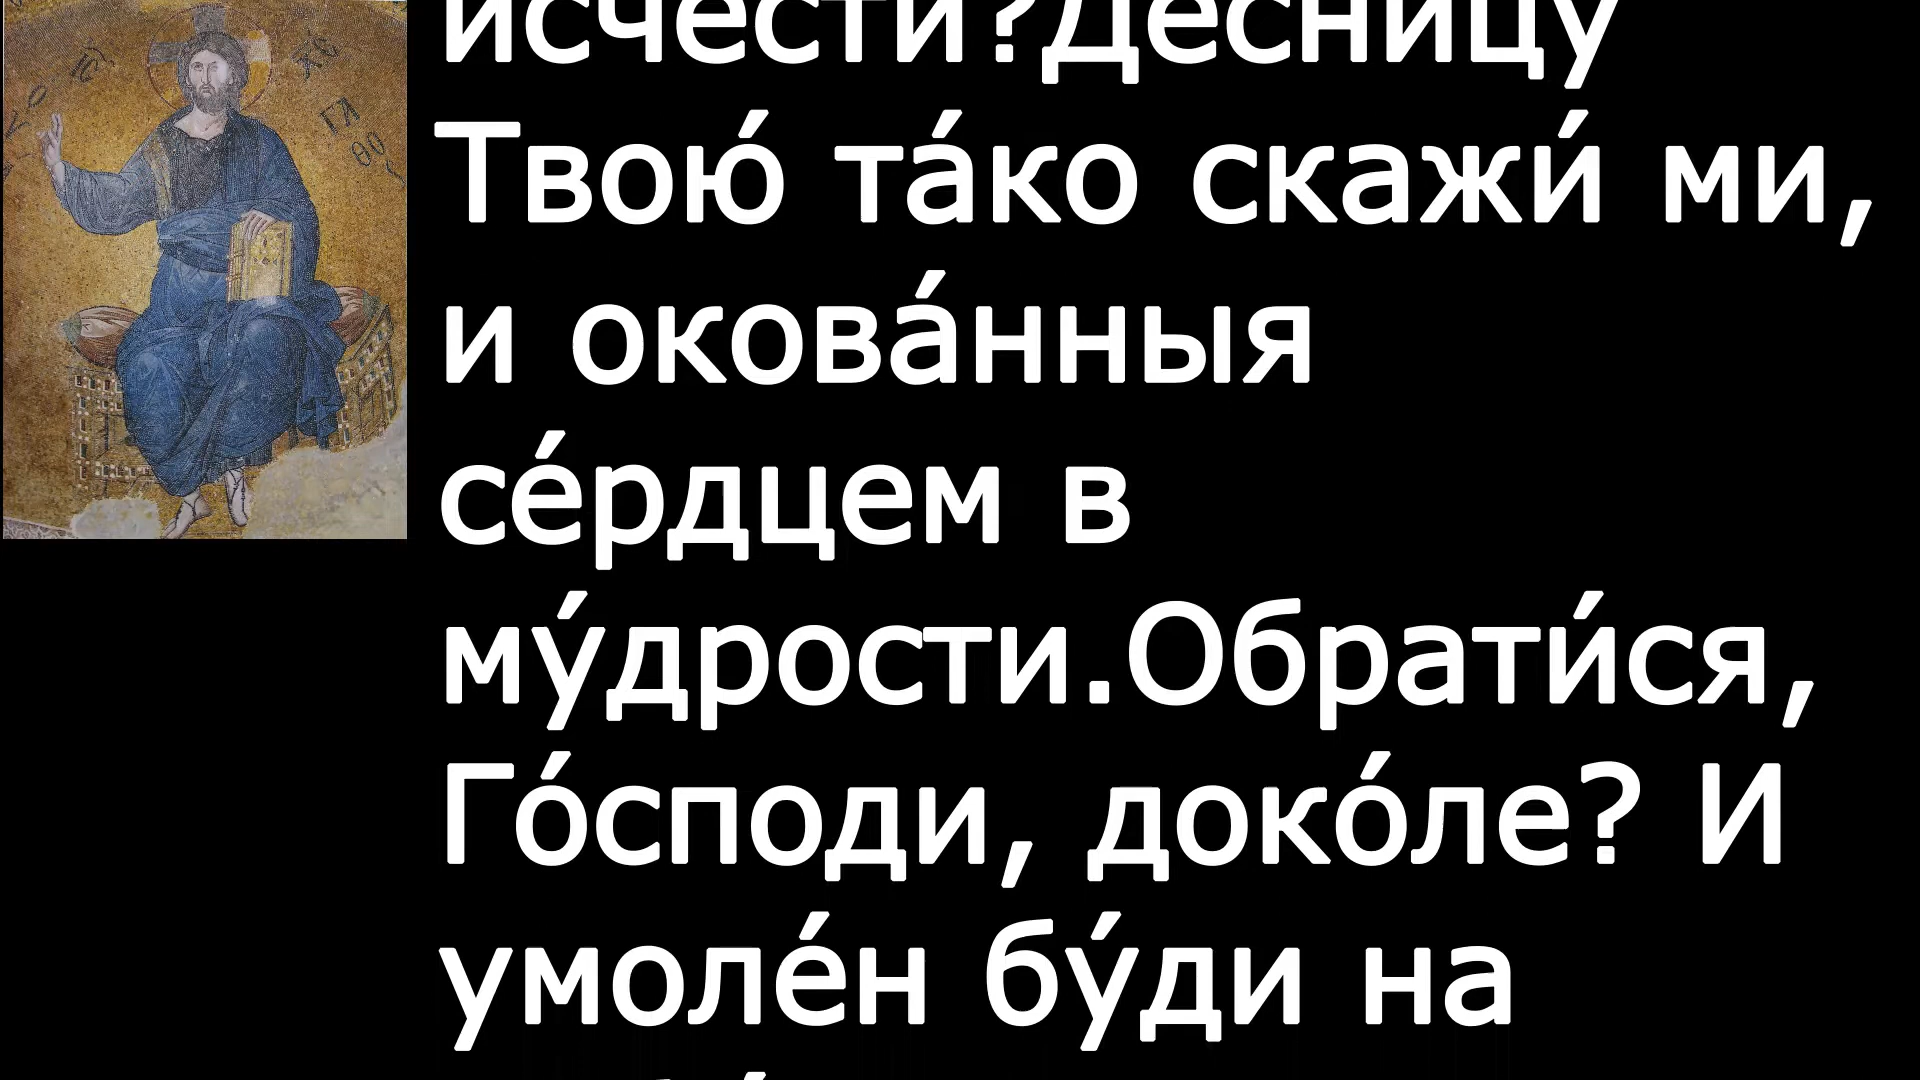 исчести?Десницу
Твою́ та́ко скажи́ ми,
и окова́нныя
се́рдцем в
му́дрости.Обрати́ся,
Го́споди, доко́ле? И
умоле́н бу́ди на